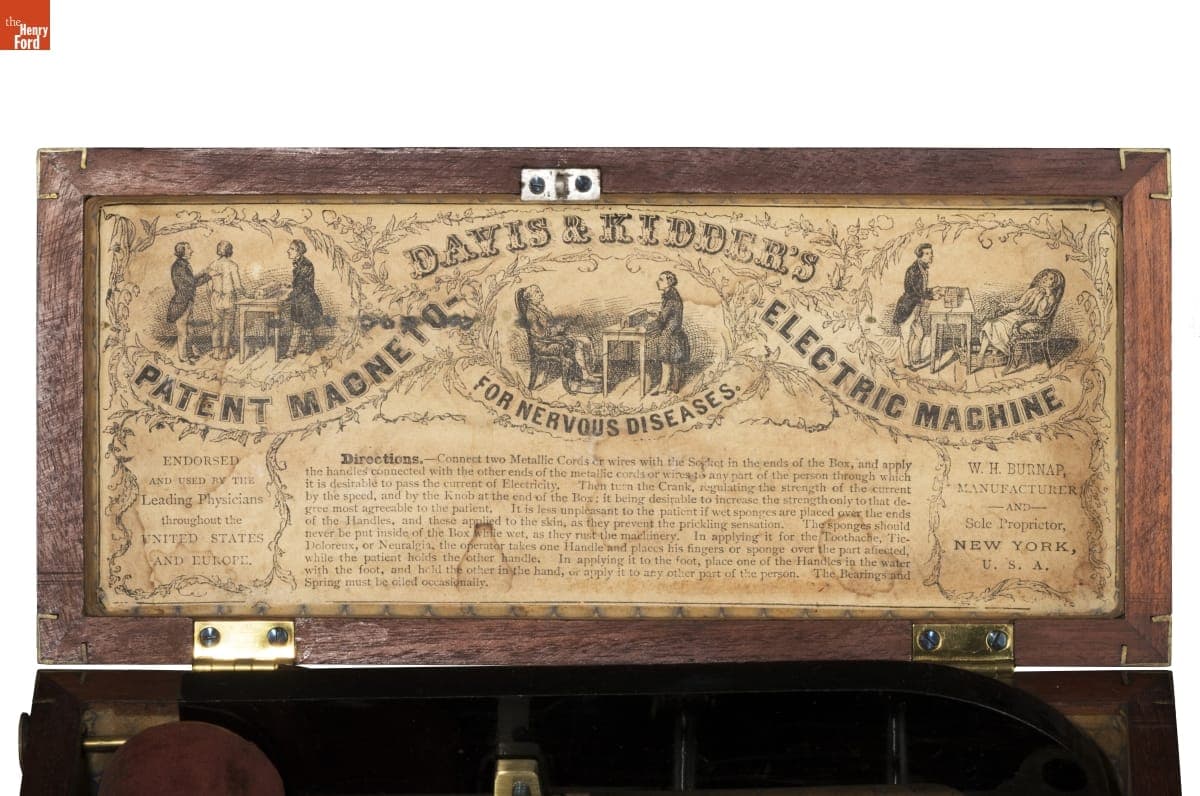 the
Henry
Ford
DAVIS & KIDDER'S
PATENT MAGNETO-
ELECTRIC MACHINE
FOR NERVOUS DISEASES.
ENDORSED
AND USED BY THE
Leading Physicians
throughout the
UNITED STATES
AND EUROPE.
Directions.—Connect two Metallic Cords or wires with the Socket in the ends of the Box, and apply
the handles connected with the other ends of the metallic cords or wires to any part of the person through which
it is desirable to pass the current of Electricity. Then turn the Crank, regulating the strength of the current
by the speed, and by the Knob at the end of the Box; it being desirable to increase the strength only to that de-
gree most agreeable to the patient. It is less unpleasant to the patient if wet sponges are placed over the ends
of the Handles, and these applied to the skin, as they prevent the prickling sensation. The sponges should
never be put inside of the Box while wet, as they rust the machinery. In applying it for the Toothache, Tic-
Doloreux, or Neuralgia, the operator takes one Handle and places his fingers or sponge over the part affected,
while the patient holds the other handle. In applying it to the foot, place one of the Handles in the water
with the foot, and hold the other in the hand, or apply it to any other part of the person. The Bearings and
Spring must be oiled occasionally.
W. H. BURNAP,
MANUFACTURER
—AND—
Sole Proprietor,
NEW YORK,
U. S. A.